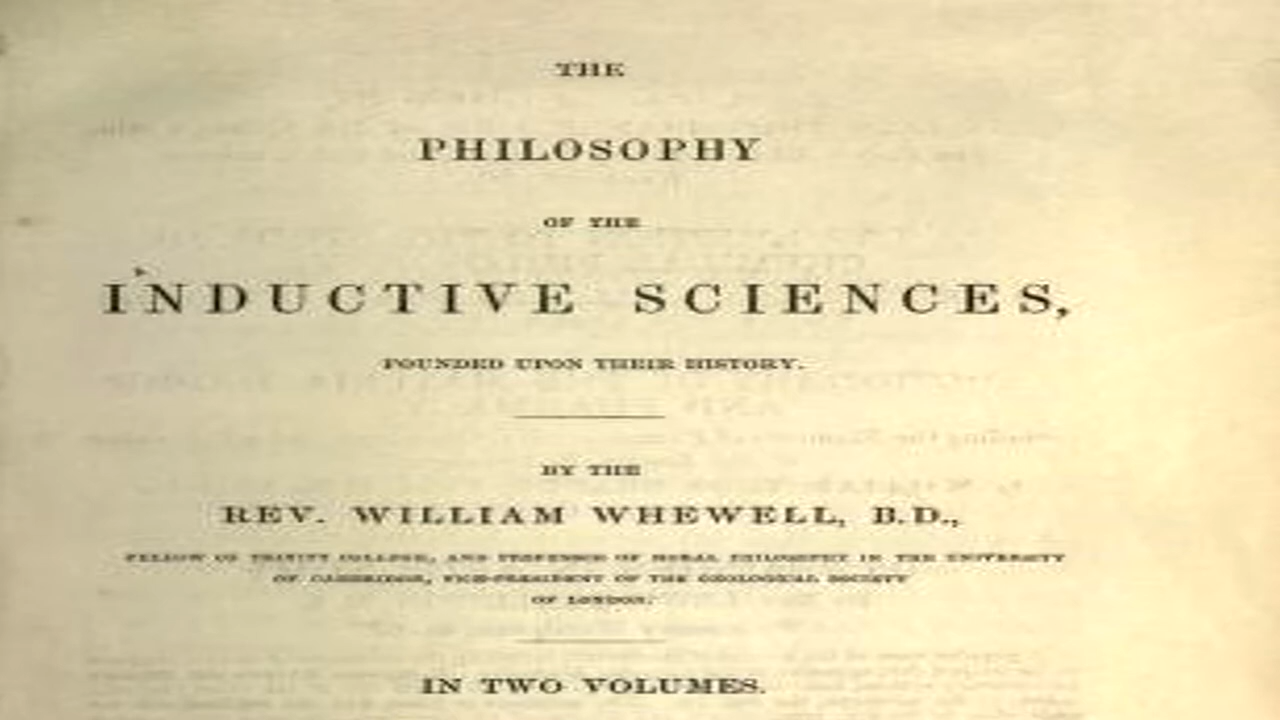 THE
PHILOSOPHY
OF THE
INDUCTIVE SCIENCES,
FOUNDED UPON THEIR HISTORY.
BY THE
REV. WILLIAM WHEWELL, B.D.,
FELLOW OF TRINITY COLLEGE, AND PROFESSOR OF MORAL PHILOSOPHY IN THE UNIVERSITY
OF CAMBRIDGE, VICE-PRESIDENT OF THE GEOLOGICAL SOCIETY
OF LONDON.
IN TWO VOLUMES.